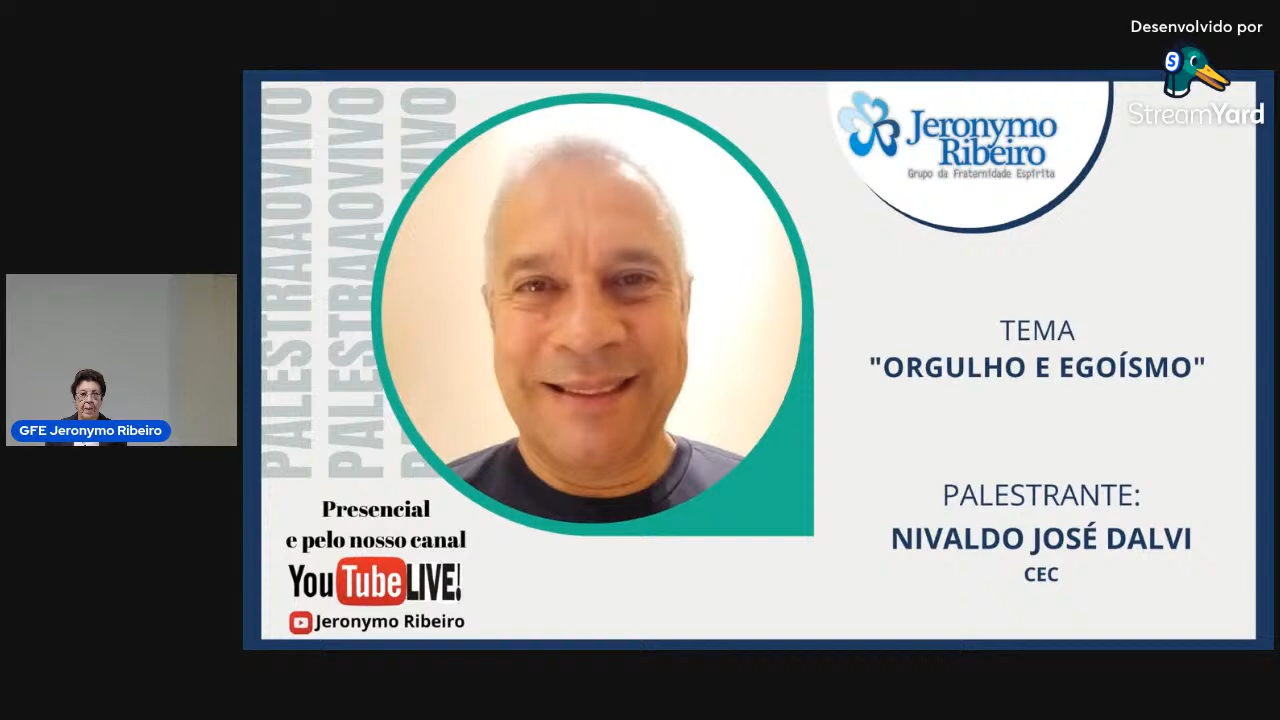 Desenvolvido por
StreamYard
PALESTRAAOVIVO
PALESTRAAOVIVO
Jeronymo
Ribeiro
Grupo da Fraternidade Espírita
TEMA
"ORGULHO E EGOÍSMO"
PALESTRANTE:
NIVALDO JOSÉ DALVI
CEC
Presencial
e pelo nosso canal
YouTube LIVE!
Jeronymo Ribeiro
GFE Jeronymo Ribeiro